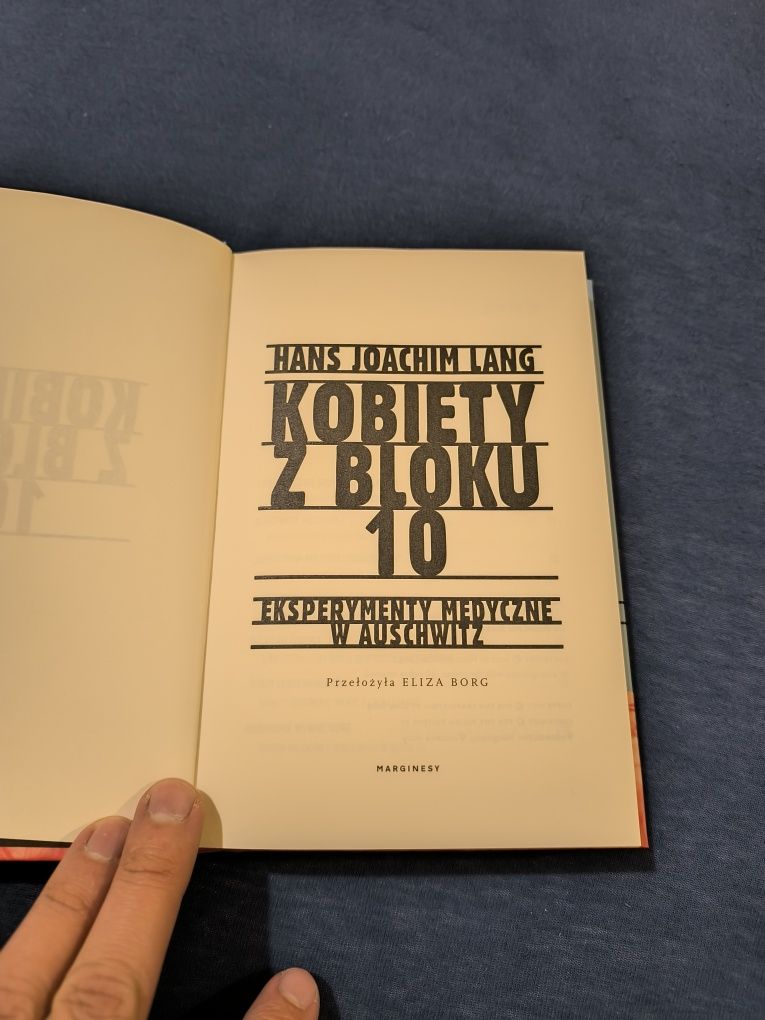 HANS JOACHIM LANG
KOBIETY
Z BLOKU
10
EKSPERYMENTY MEDYCZNE
W AUSCHWITZ
Przełożyła ELIZA BORG
MARGINESY